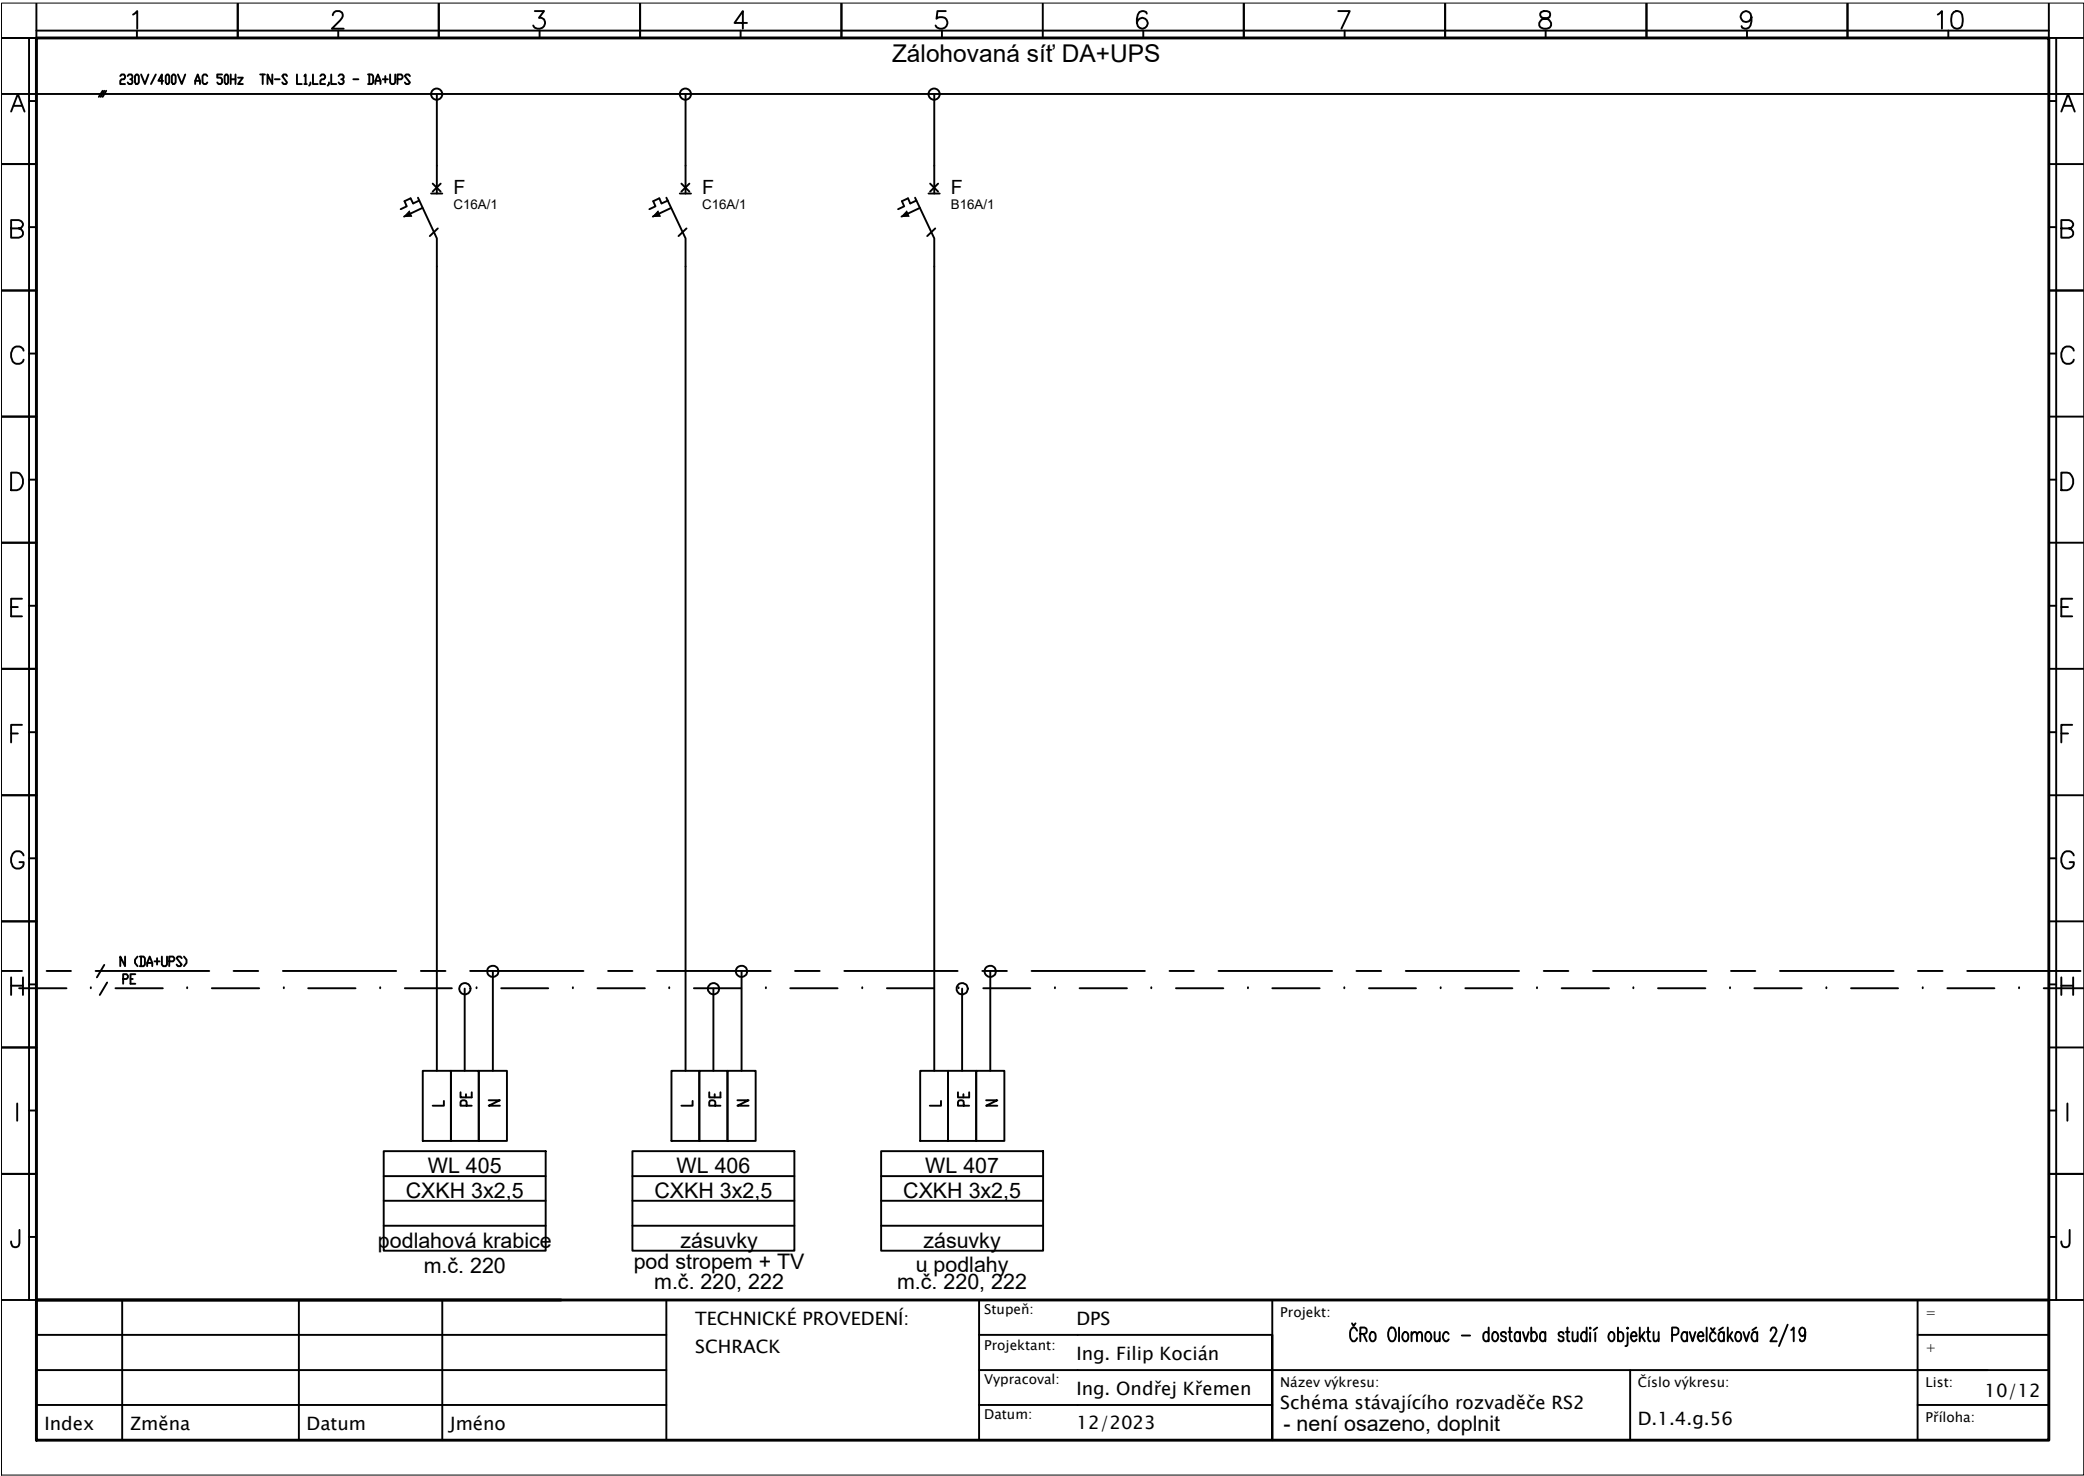 1 2 3 4 5 6 7 8 9 10
Zálohovaná síť DA+UPS
230V/400V AC 50Hz TN-S L1,L2,L3 - DA+UPS
A A
F F F
C16A/1 C16A/1 B16A/1
B B
C C
D D
E E
F F
G G
N (DA+UPS)
PE
H H
L PE N L PE N L PE N
I I
WL 405 WL 406 WL 407
CXKH 3x2,5 CXKH 3x2,5 CXKH 3x2,5
J J
podlahová krabice zásuvky zásuvky
m.č. 220 pod stropem + TV u podlahy
m.č. 220, 222 m.č. 220, 222
TECHNICKÉ PROVEDENÍ:
SCHRACK
Stupeň: DPS
Projektant: Ing. Filip Kocián
Vypracoval: Ing. Ondřej Křemen
Datum: 12/2023
Projekt:
ČRo Olomouc – dostavba studií objektu Pavelčáková 2/19
Název výkresu:
Schéma stávajícího rozvaděče RS2
- není osazeno, doplnit
Číslo výkresu:
D.1.4.g.56
=
+
List: 10/12
Příloha:
Index Změna Datum Jméno